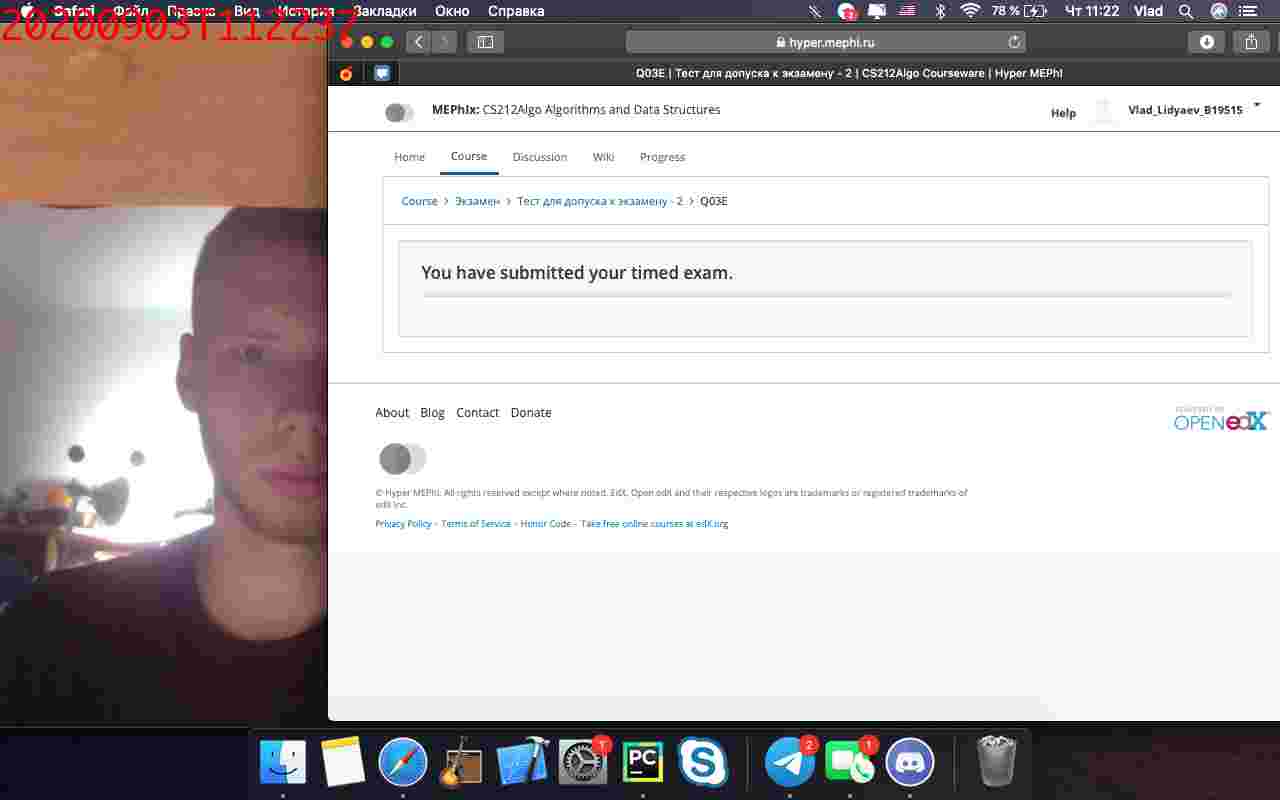 20200903T112237
Safari Файл Правка Вид История Закладки Окно Справка 78 % Чт 11:22 Vlad
hyper.mephi.ru
Q03E | Тест для допуска к экзамену - 2 | CS212Algo Courseware | Hyper MEPhI
MEPhIx: CS212Algo Algorithms and Data Structures
Help Vlad_Lidyaev_B19515
Home Course Discussion Wiki Progress
Course > Экзамен > Тест для допуска к экзамену - 2 > Q03E
You have submitted your timed exam.
About Blog Contact Donate
OPEN edX
© Hyper MEPhI. All rights reserved except where noted. EdX, Open edX and their respective logos are trademarks or registered trademarks of
edX Inc.
Privacy Policy - Terms of Service - Honor Code - Take free online courses at edX.org
1 2 1
PC